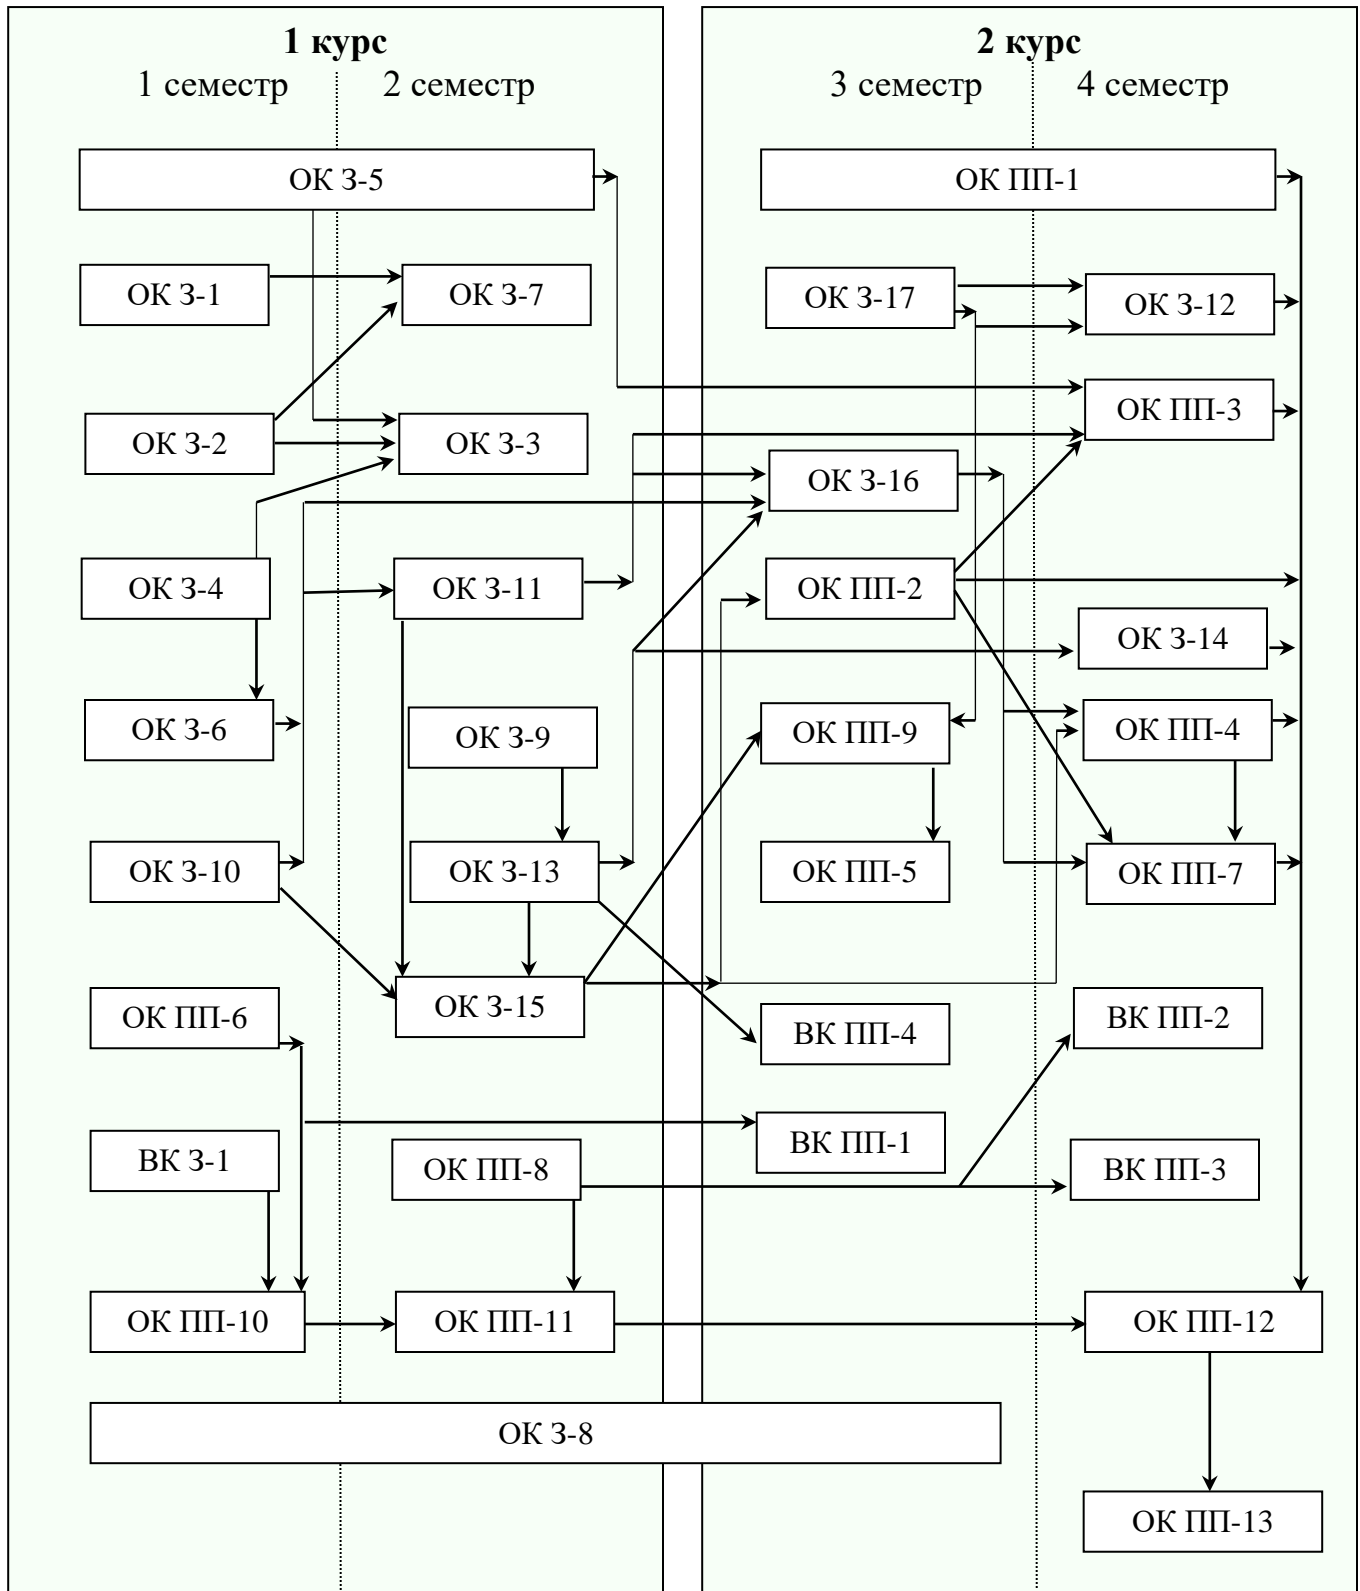 1 курс
1 семестр
2 семестр
ОК З-5
ОК З-1
ОК З-7
ОК З-2
ОК З-3
ОК З-4
ОК З-11
ОК З-6
ОК З-9
ОК З-10
ОК З-13
ОК ПП-6
ОК З-15
ВК З-1
ОК ПП-8
ОК ПП-10
ОК ПП-11
ОК З-8
2 курс
3 семестр
4 семестр
ОК ПП-1
ОК З-17
ОК З-12
ОК ПП-3
ОК З-16
ОК ПП-2
ОК З-14
ОК ПП-9
ОК ПП-4
ОК ПП-5
ОК ПП-7
ВК ПП-4
ВК ПП-2
ВК ПП-1
ВК ПП-3
ОК ПП-12
ОК ПП-13